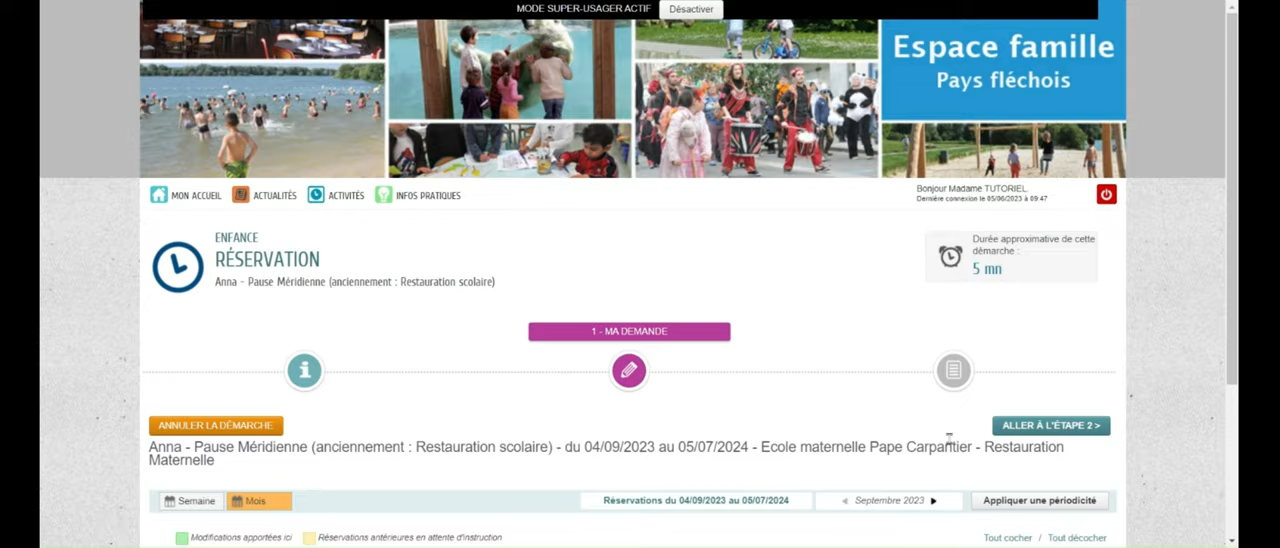 MODE SUPER-USAGER ACTIF Désactiver
Espace famille
Pays fléchois
MON ACCUEIL ACTUALITÉS ACTIVITÉS INFOS PRATIQUES
Bonjour Madame TUTORIEL
Dernière connexion le 05/06/2023 à 09:47
ENFANCE
RÉSERVATION
Anna - Pause Méridienne (anciennement : Restauration scolaire)
Durée approximative de cette
démarche :
5 mn
1 - MA DEMANDE
ANNULER LA DÉMARCHE
ALLER À L'ÉTAPE 2 >
Anna - Pause Méridienne (anciennement : Restauration scolaire) - du 04/09/2023 au 05/07/2024 - Ecole maternelle Pape Carpantier - Restauration
Maternelle
Semaine Mois Réservations du 04/09/2023 au 05/07/2024 Septembre 2023 Appliquer une périodicité
Modifications apportées ici Réservations antérieures en attente d'instruction Tout cocher / Tout décocher